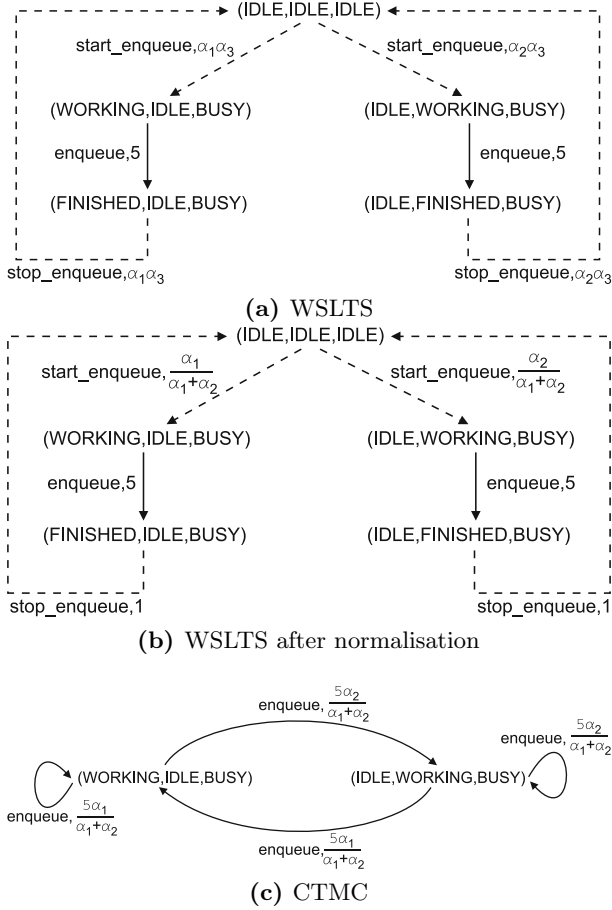 (IDLE,IDLE,IDLE)
start_enqueue,α₁α₃
start_enqueue,α₂α₃
(WORKING,IDLE,BUSY)
(IDLE,WORKING,BUSY)
enqueue,5
enqueue,5
(FINISHED,IDLE,BUSY)
(IDLE,FINISHED,BUSY)
stop_enqueue,α₁α₃
stop_enqueue,α₂α₃
(a) WSLTS
(IDLE,IDLE,IDLE)
start_enqueue, α₁/(α₁+α₂)
start_enqueue, α₂/(α₁+α₂)
(WORKING,IDLE,BUSY)
(IDLE,WORKING,BUSY)
enqueue,5
enqueue,5
(FINISHED,IDLE,BUSY)
(IDLE,FINISHED,BUSY)
stop_enqueue,1
stop_enqueue,1
(b) WSLTS after normalisation
enqueue, 5α₂/(α₁+α₂)
enqueue, 5α₂/(α₁+α₂)
(WORKING,IDLE,BUSY)
(IDLE,WORKING,BUSY)
enqueue, 5α₁/(α₁+α₂)
enqueue, 5α₁/(α₁+α₂)
(c) CTMC